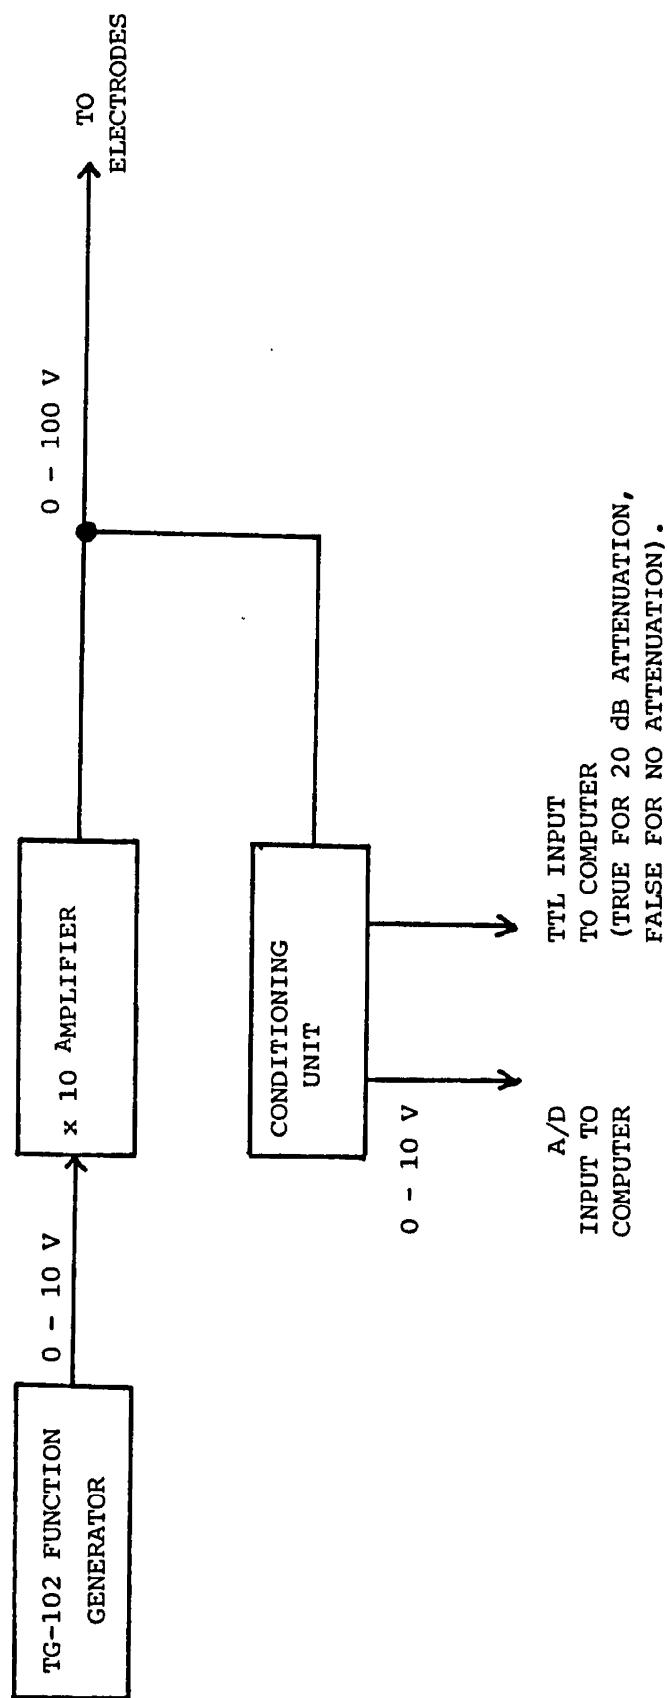 TG-102 FUNCTION
GENERATOR
0 - 10 V
x 10 AMPLIFIER
0 - 100 V
TO
ELECTRODES
CONDITIONING
UNIT
0 - 10 V
A/D
INPUT TO
COMPUTER
TTL INPUT
TO COMPUTER
(TRUE FOR 20 dB ATTENUATION,
FALSE FOR NO ATTENUATION).